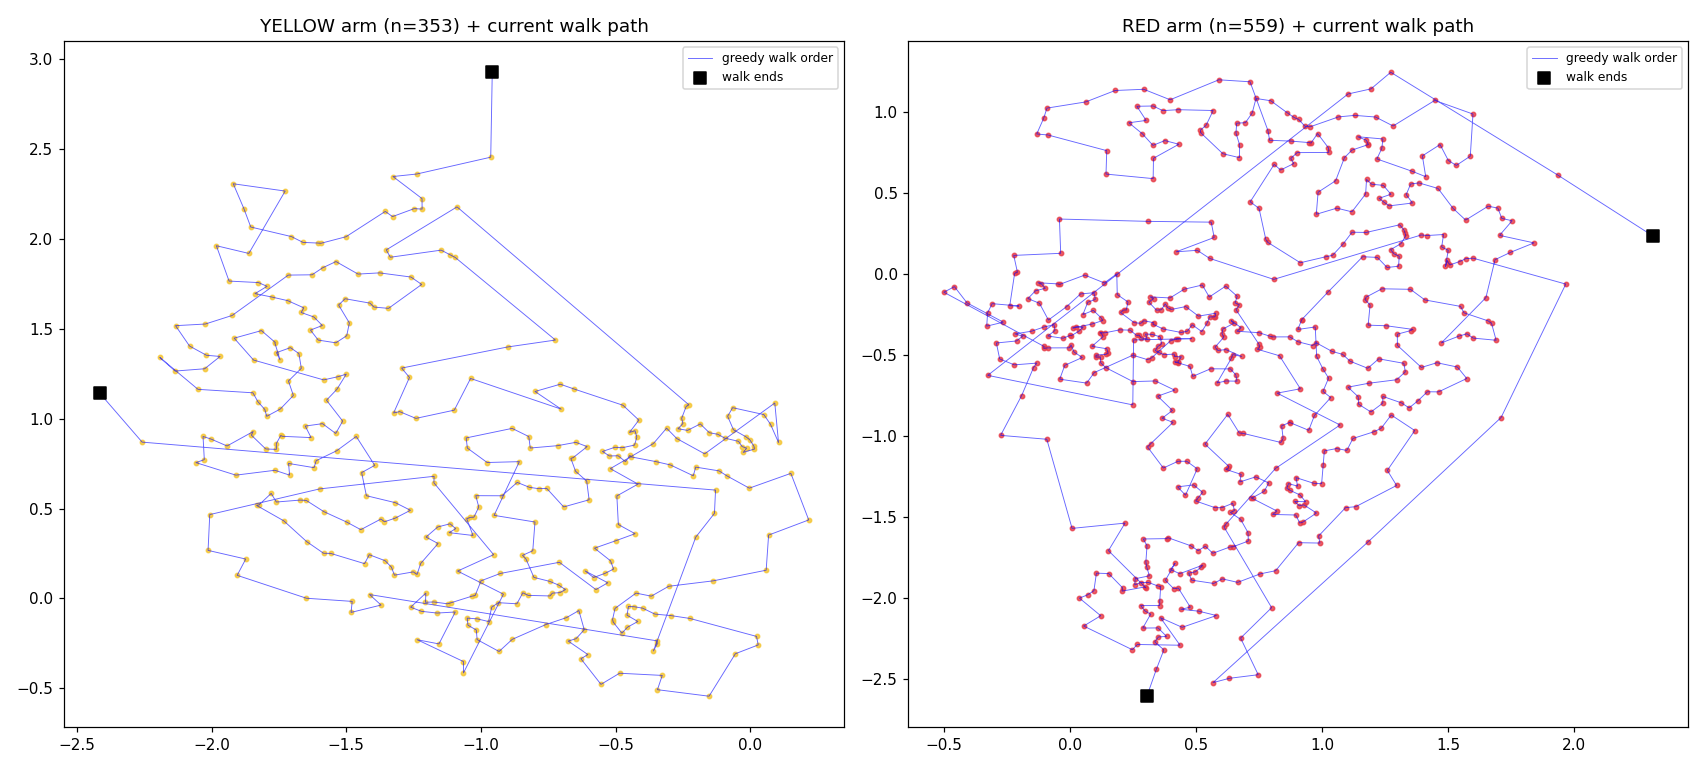 YELLOW arm (n=353) + current walk path
greedy walk order
walk ends
3.0
2.5
2.0
1.5
1.0
0.5
0.0
−0.5
−2.5 −2.0 −1.5 −1.0 −0.5 0.0
RED arm (n=559) + current walk path
greedy walk order
walk ends
1.0
0.5
0.0
−0.5
−1.0
−1.5
−2.0
−2.5
−0.5 0.0 0.5 1.0 1.5 2.0